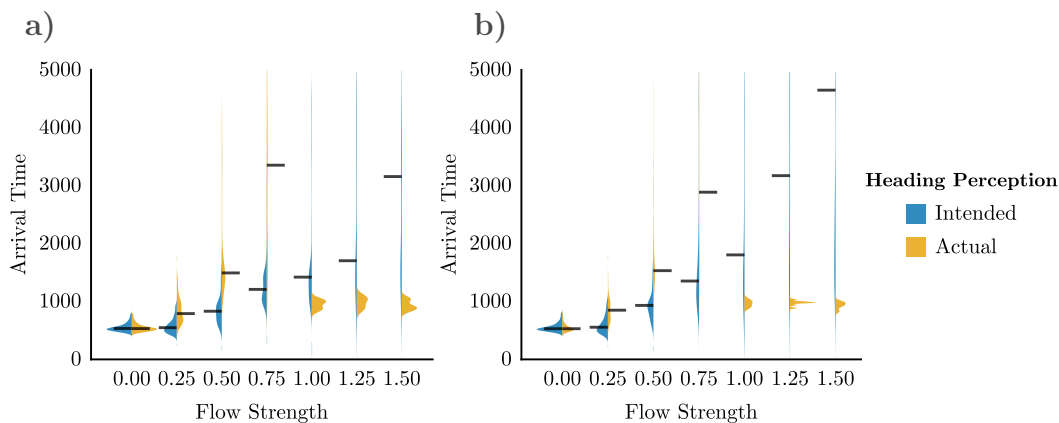 a)
5000
4000
3000
2000
1000
0
Arrival Time
0.00 0.25 0.50 0.75 1.00 1.25 1.50
Flow Strength
b)
5000
4000
3000
2000
1000
0
Arrival Time
0.00 0.25 0.50 0.75 1.00 1.25 1.50
Flow Strength
Heading Perception
Intended
Actual